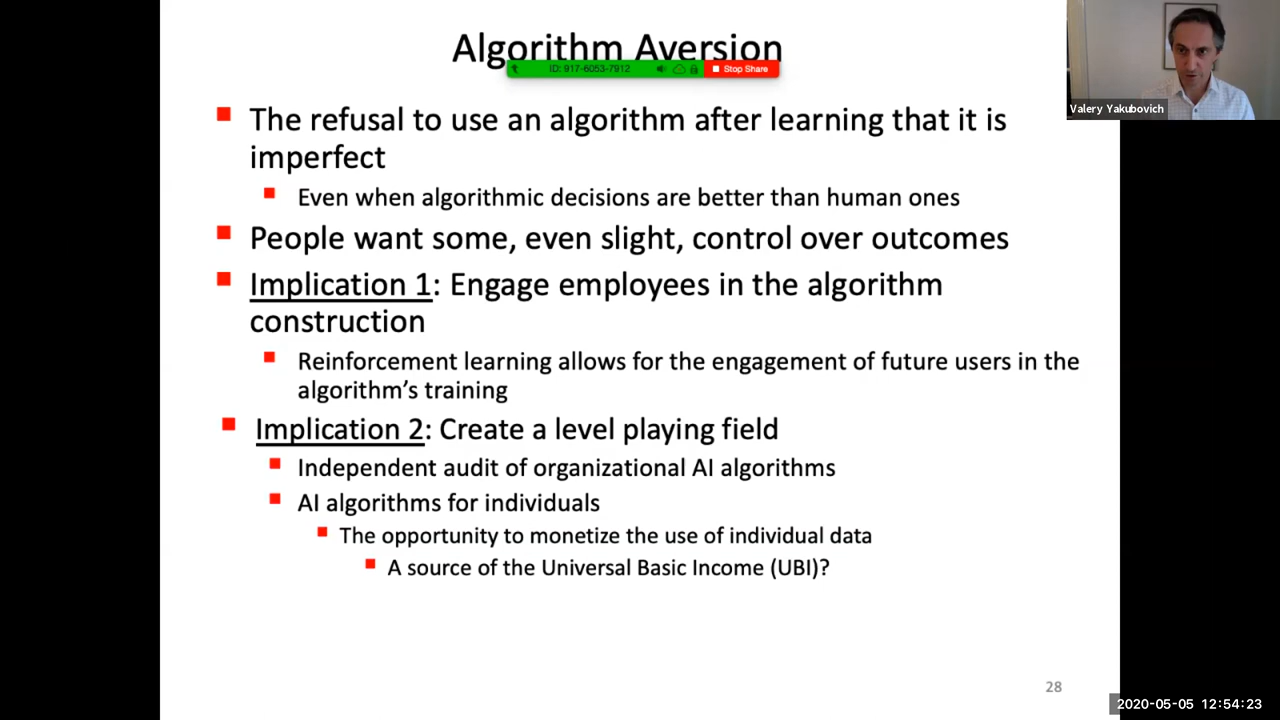 Algorithm Aversion
ID: 917-6053-7912
Stop Share
Valery Yakubovich
The refusal to use an algorithm after learning that it is
imperfect
Even when algorithmic decisions are better than human ones
People want some, even slight, control over outcomes
Implication 1: Engage employees in the algorithm
construction
Reinforcement learning allows for the engagement of future users in the
algorithm's training
Implication 2: Create a level playing field
Independent audit of organizational AI algorithms
AI algorithms for individuals
The opportunity to monetize the use of individual data
A source of the Universal Basic Income (UBI)?
28
2020-05-05 12:54:23